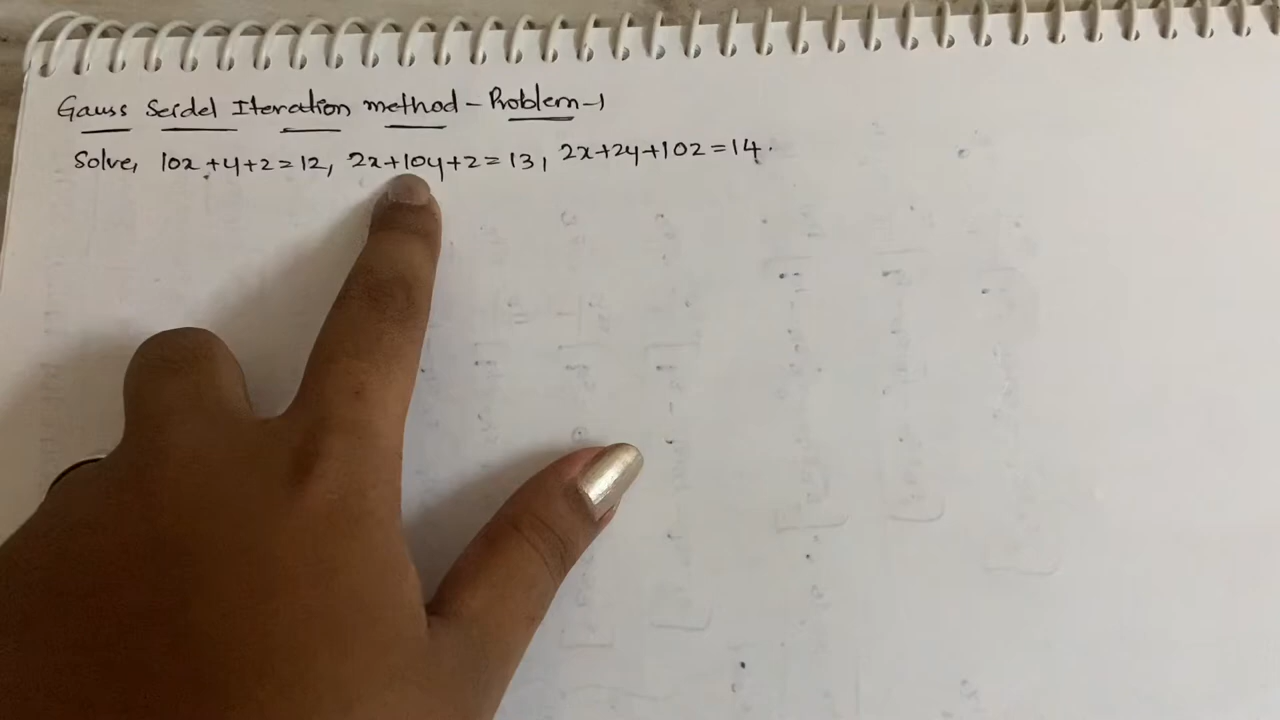 Gauss Seidel Iteration method - Problem-1
Solve, 10x+y+z=12, 2x+10y+z=13, 2x+2y+10z=14.